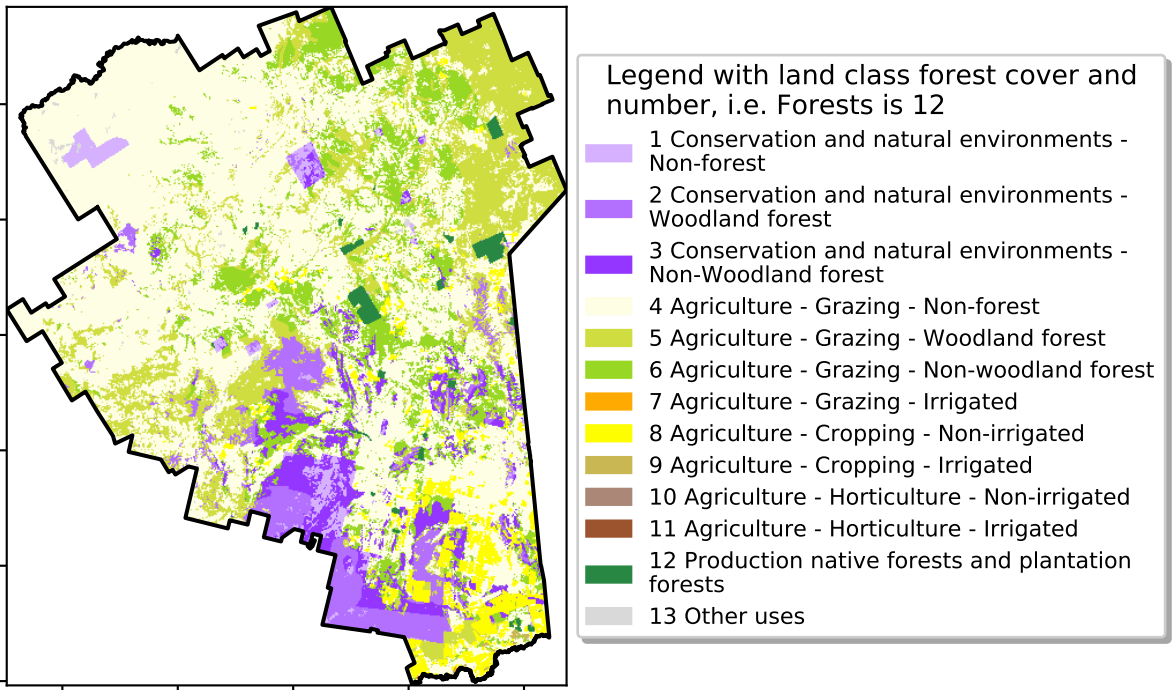 Legend with land class forest cover and
number, i.e. Forests is 12
1 Conservation and natural environments -
Non-forest
2 Conservation and natural environments -
Woodland forest
3 Conservation and natural environments -
Non-Woodland forest
4 Agriculture - Grazing - Non-forest
5 Agriculture - Grazing - Woodland forest
6 Agriculture - Grazing - Non-woodland forest
7 Agriculture - Grazing - Irrigated
8 Agriculture - Cropping - Non-irrigated
9 Agriculture - Cropping - Irrigated
10 Agriculture - Horticulture - Non-irrigated
11 Agriculture - Horticulture - Irrigated
12 Production native forests and plantation
forests
13 Other uses